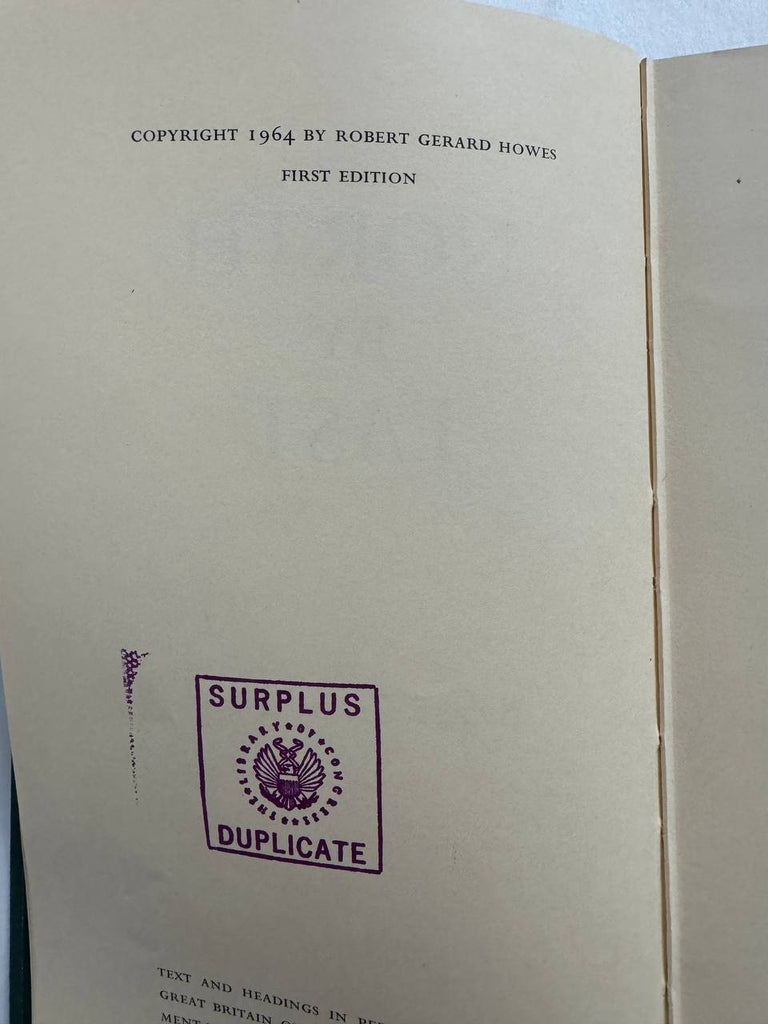 COPYRIGHT 1964 BY ROBERT GERARD HOWES
FIRST EDITION
SURPLUS
THE LIBRARY OF CONGRESS
DUPLICATE
TEXT AND HEADINGS IN
GREAT BRITAIN